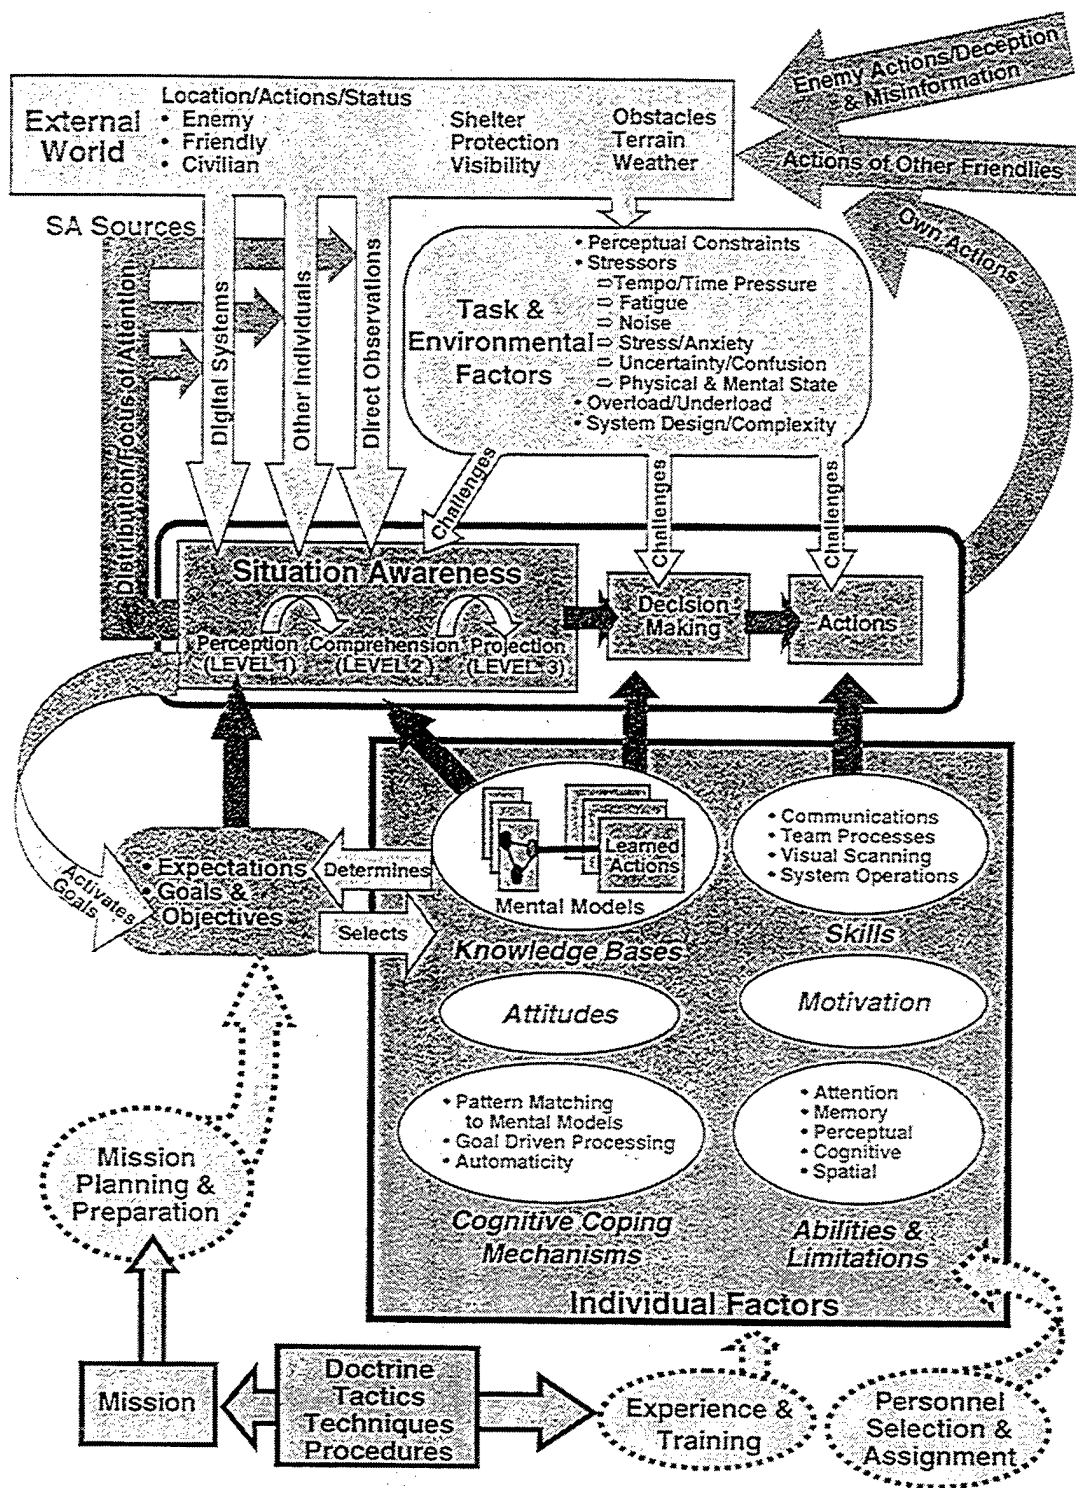 Enemy Actions/Deception
& Misinformation
Actions of Other Friendlies
Own Actions
External
World
Location/Actions/Status
• Enemy
• Friendly
• Civilian
Shelter
Protection
Visibility
Obstacles
Terrain
Weather
SA Sources
Distribution/Focus of Attention
Digital Systems
Other Individuals
Direct Observations
Task &
Environmental
Factors
• Perceptual Constraints
• Stressors
⇨Tempo/Time Pressure
⇨ Fatigue
⇨ Noise
⇨ Stress/Anxiety
⇨ Uncertainty/Confusion
⇨ Physical & Mental State
• Overload/Underload
• System Design/Complexity
Challenges
Challenges
Challenges
Situation Awareness
Perception
(LEVEL 1)
Comprehension
(LEVEL 2)
Projection
(LEVEL 3)
Decision
Making
Actions
Activates
Goals
• Expectations
• Goals &
Objectives
Determines
Selects
Learned
Actions
Mental Models
Knowledge Bases
• Communications
• Team Processes
• Visual Scanning
• System Operations
Skills
Attitudes
Motivation
• Pattern Matching
to Mental Models
• Goal Driven Processing
• Automaticity
Cognitive Coping
Mechanisms
• Attention
• Memory
• Perceptual
• Cognitive
• Spatial
Abilities &
Limitations
Individual Factors
Mission
Planning &
Preparation
Mission
Doctrine
Tactics
Techniques
Procedures
Experience &
Training
Personnel
Selection &
Assignment